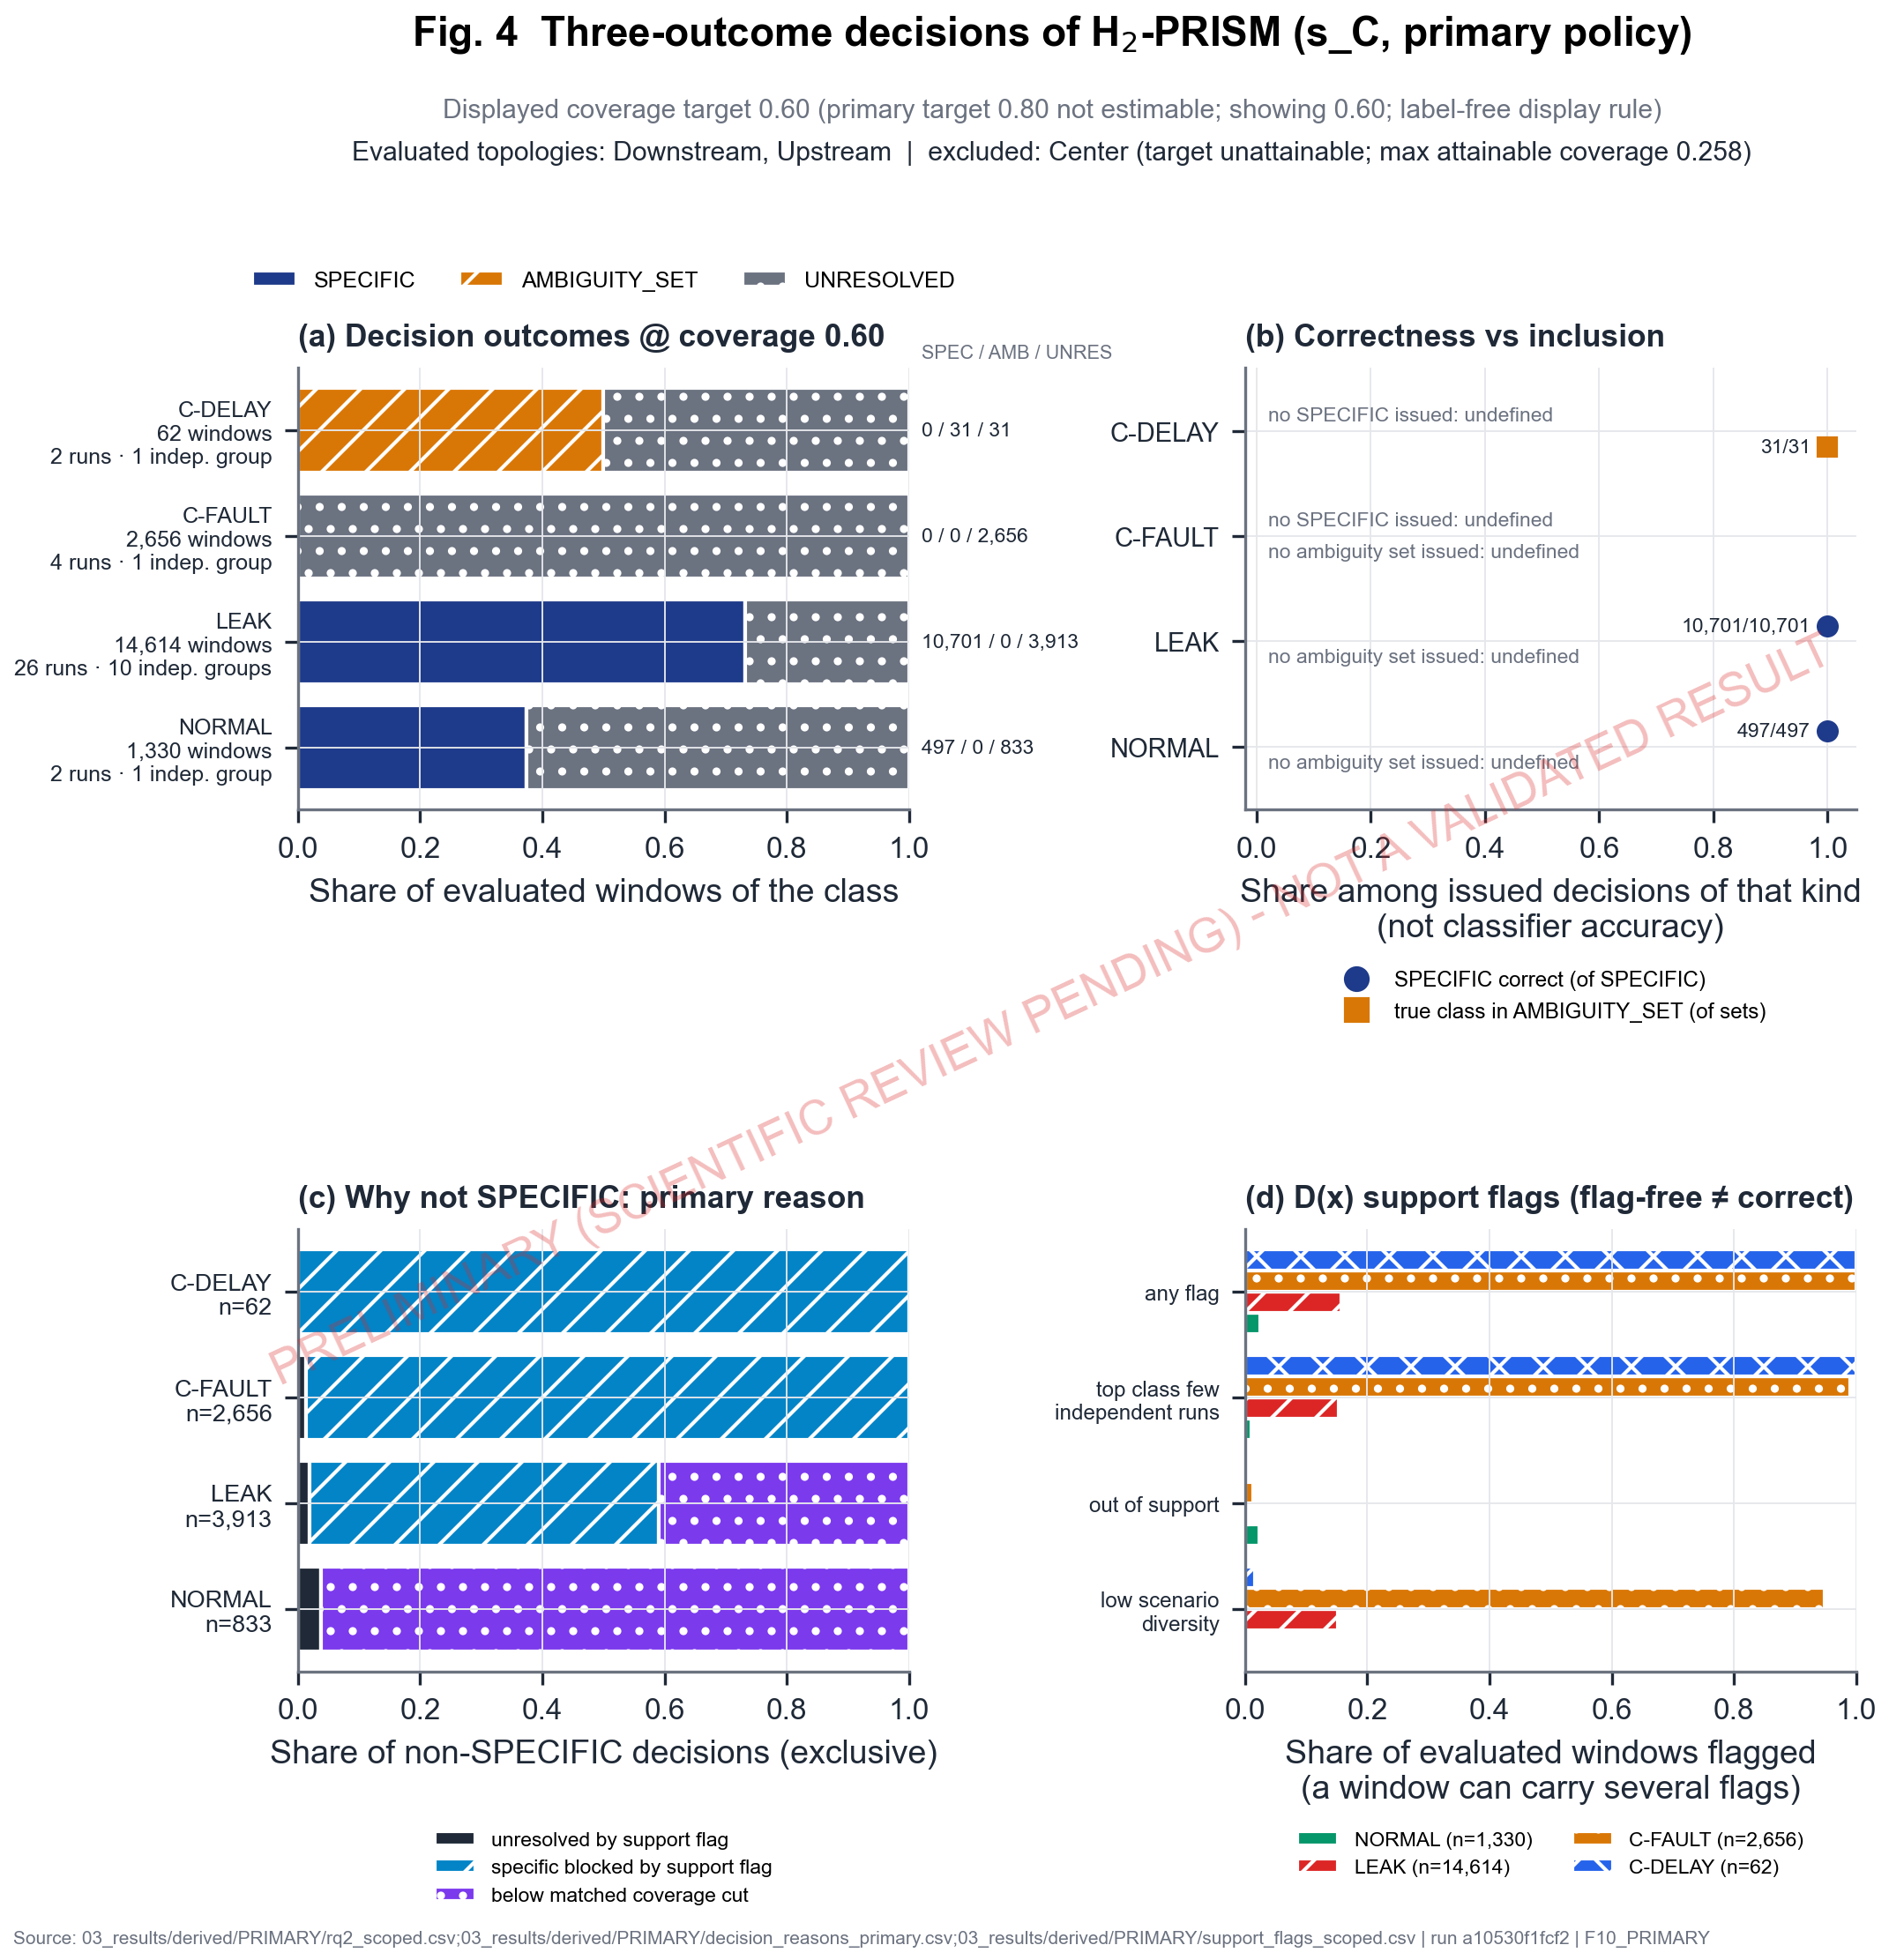 Fig. 4  Three-outcome decisions of H₂-PRISM (s_C, primary policy)
Displayed coverage target 0.60 (primary target 0.80 not estimable; showing 0.60; label-free display rule)
Evaluated topologies: Downstream, Upstream | excluded: Center (target unattainable; max attainable coverage 0.258)
SPECIFIC
AMBIGUITY_SET
UNRESOLVED
(a) Decision outcomes @ coverage 0.60
SPEC / AMB / UNRES
C-DELAY
62 windows
2 runs · 1 indep. group
0 / 31 / 31
C-FAULT
2,656 windows
4 runs · 1 indep. group
0 / 0 / 2,656
LEAK
14,614 windows
26 runs · 10 indep. groups
10,701 / 0 / 3,913
NORMAL
1,330 windows
2 runs · 1 indep. group
497 / 0 / 833
0.0 0.2 0.4 0.6 0.8 1.0
Share of evaluated windows of the class
(b) Correctness vs inclusion
C-DELAY
no SPECIFIC issued: undefined
31/31
C-FAULT
no SPECIFIC issued: undefined
no ambiguity set issued: undefined
LEAK
10,701/10,701
no ambiguity set issued: undefined
NORMAL
497/497
no ambiguity set issued: undefined
0.0 0.2 0.4 0.6 0.8 1.0
Share among issued decisions of that kind
(not classifier accuracy)
SPECIFIC correct (of SPECIFIC)
true class in AMBIGUITY_SET (of sets)
PRELIMINARY (SCIENTIFIC REVIEW PENDING) - NOT A VALIDATED RESULT
(c) Why not SPECIFIC: primary reason
C-DELAY
n=62
C-FAULT
n=2,656
LEAK
n=3,913
NORMAL
n=833
0.0 0.2 0.4 0.6 0.8 1.0
Share of non-SPECIFIC decisions (exclusive)
unresolved by support flag
specific blocked by support flag
below matched coverage cut
(d) D(x) support flags (flag-free ≠ correct)
any flag
top class few
independent runs
out of support
low scenario
diversity
0.0 0.2 0.4 0.6 0.8 1.0
Share of evaluated windows flagged
(a window can carry several flags)
NORMAL (n=1,330)
LEAK (n=14,614)
C-FAULT (n=2,656)
C-DELAY (n=62)
Source: 03_results/derived/PRIMARY/rq2_scoped.csv;03_results/derived/PRIMARY/decision_reasons_primary.csv;03_results/derived/PRIMARY/support_flags_scoped.csv | run a10530f1fcf2 | F10_PRIMARY